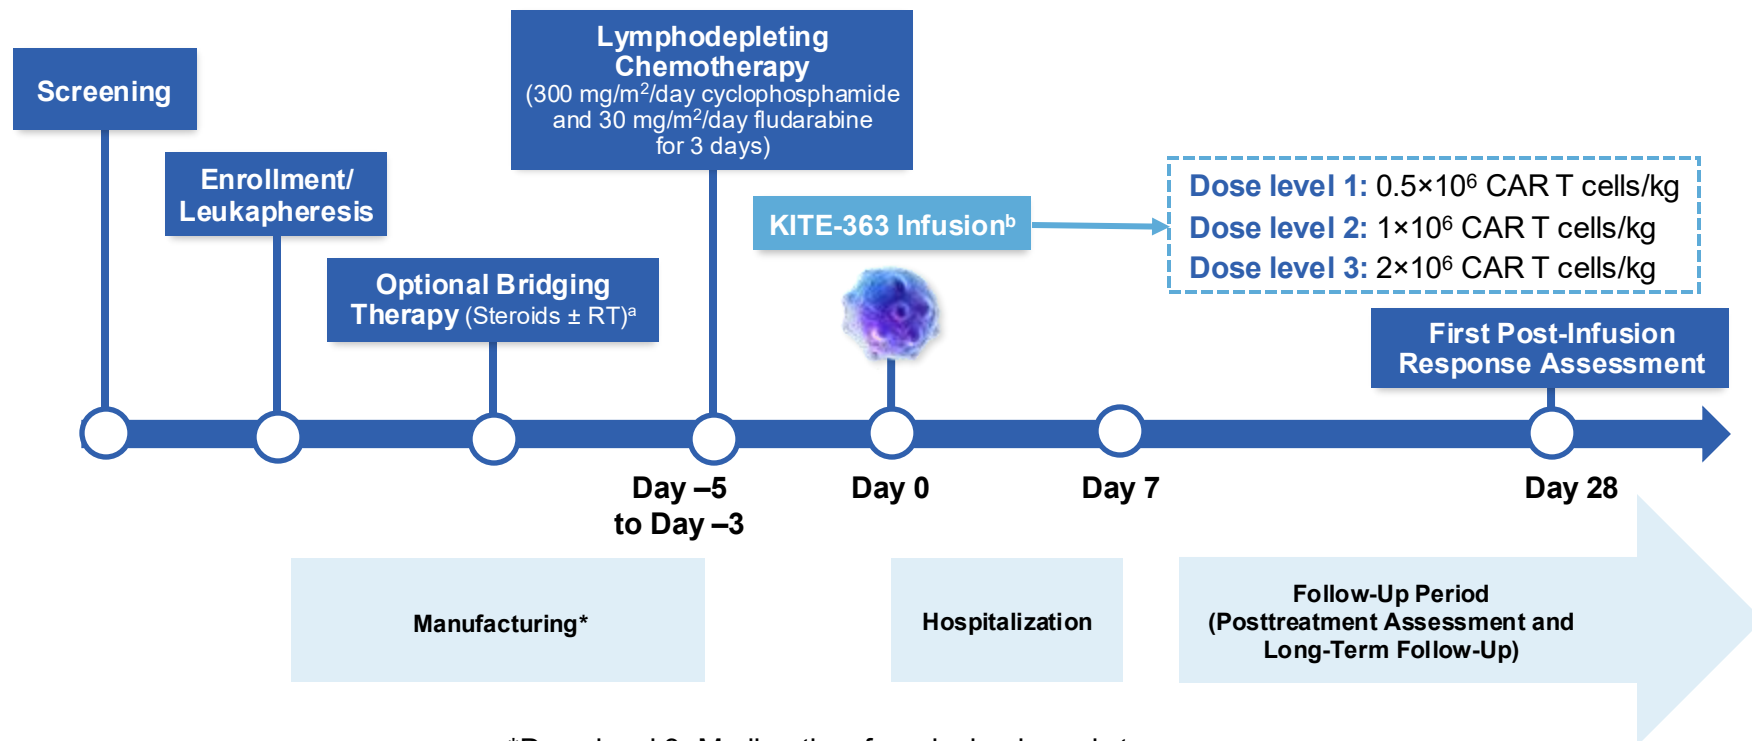 Screening
Enrollment/
Leukapheresis
Optional Bridging
Therapy (Steroids ± RT)ᵃ
Lymphodepleting
Chemotherapy
(300 mg/m²/day cyclophosphamide
and 30 mg/m²/day fludarabine
for 3 days)
KITE-363 Infusionᵇ
Dose level 1: 0.5×10⁶ CAR T cells/kg
Dose level 2: 1×10⁶ CAR T cells/kg
Dose level 3: 2×10⁶ CAR T cells/kg
First Post-Infusion
Response Assessment
Day –5
to Day –3
Day 0
Day 7
Day 28
Manufacturing*
Hospitalization
Follow-Up Period
(Posttreatment Assessment and
Long-Term Follow-Up)